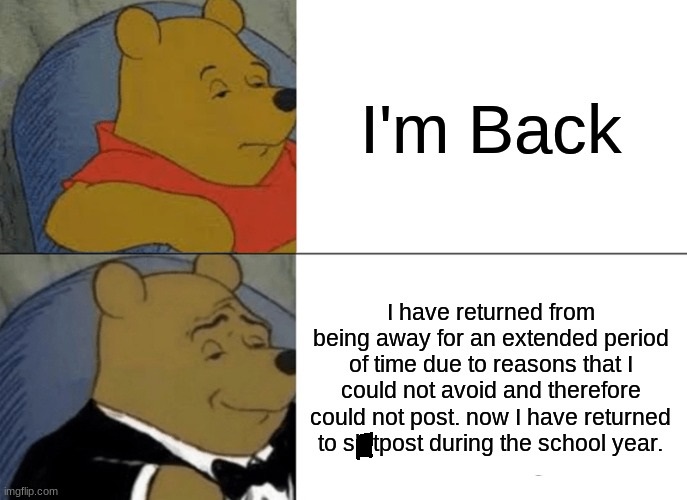 I'm Back
I have returned from
being away for an extended period
of time due to reasons that I
could not avoid and therefore
could not post. now I have returned
to s tpost during the school year.
imgflip.com